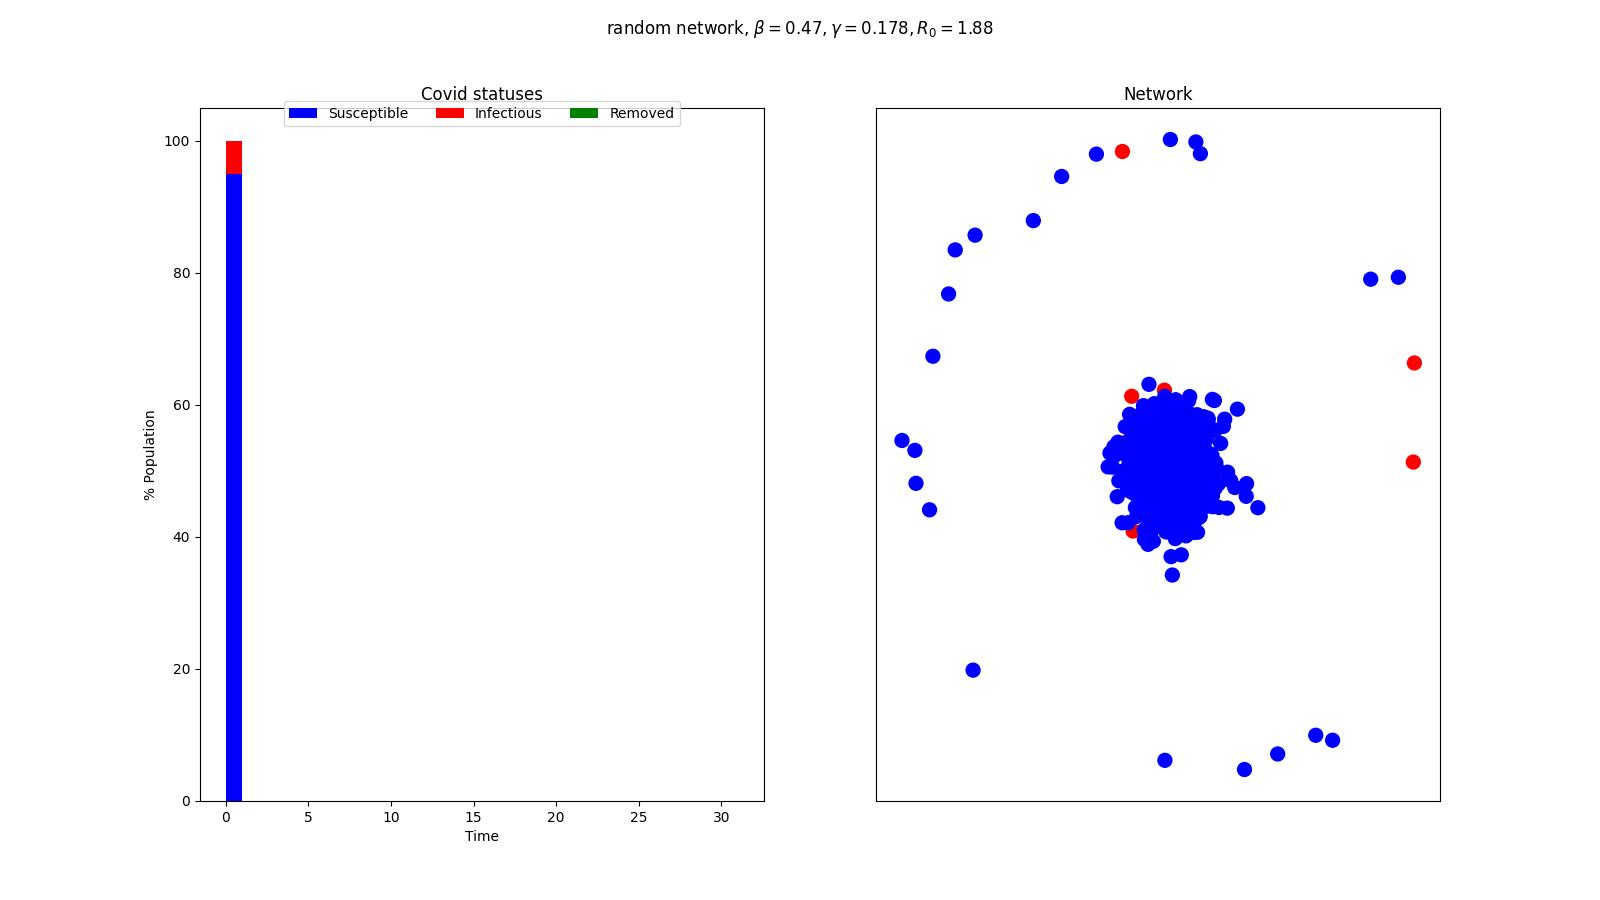 random network, β = 0.47, γ = 0.178, R₀ = 1.88
Covid statuses
Susceptible Infectious Removed
100
80
60
40
20
0
% Population
0 5 10 15 20 25 30
Time
Network